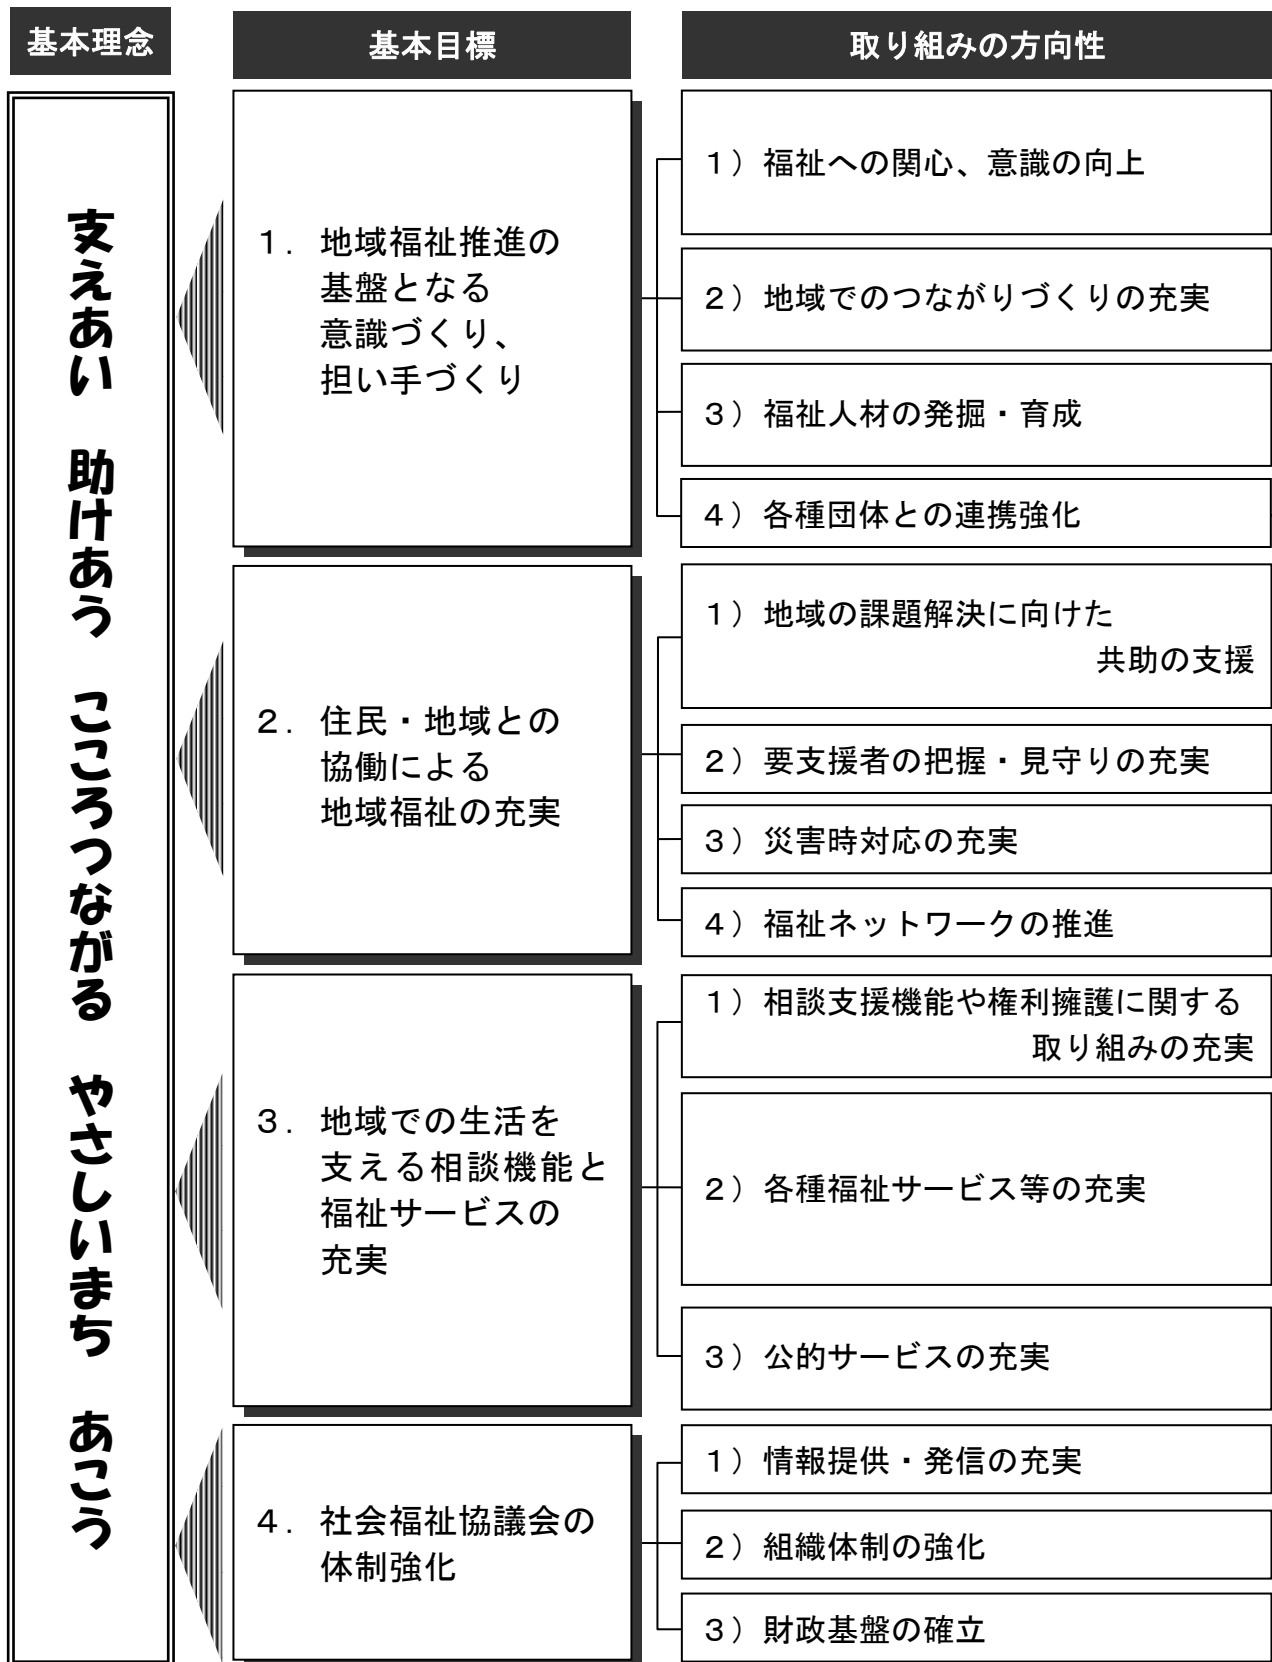 基本理念
基本目標
取り組みの方向性
支えあい　助けあう　こころつながる　やさしいまち　あこう
１．地域福祉推進の
基盤となる
意識づくり、
担い手づくり
１）福祉への関心、意識の向上
２）地域でのつながりづくりの充実
３）福祉人材の発掘・育成
４）各種団体との連携強化
２．住民・地域との
協働による
地域福祉の充実
１）地域の課題解決に向けた
共助の支援
２）要支援者の把握・見守りの充実
３）災害時対応の充実
４）福祉ネットワークの推進
３．地域での生活を
支える相談機能と
福祉サービスの
充実
１）相談支援機能や権利擁護に関する
取り組みの充実
２）各種福祉サービス等の充実
３）公的サービスの充実
４．社会福祉協議会の
体制強化
１）情報提供・発信の充実
２）組織体制の強化
３）財政基盤の確立